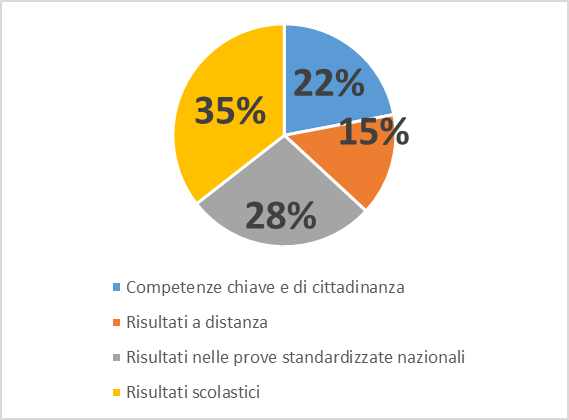 22%
35%
15%
28%
Competenze chiave e di cittadinanza
Risultati a distanza
Risultati nelle prove standardizzate nazionali
Risultati scolastici